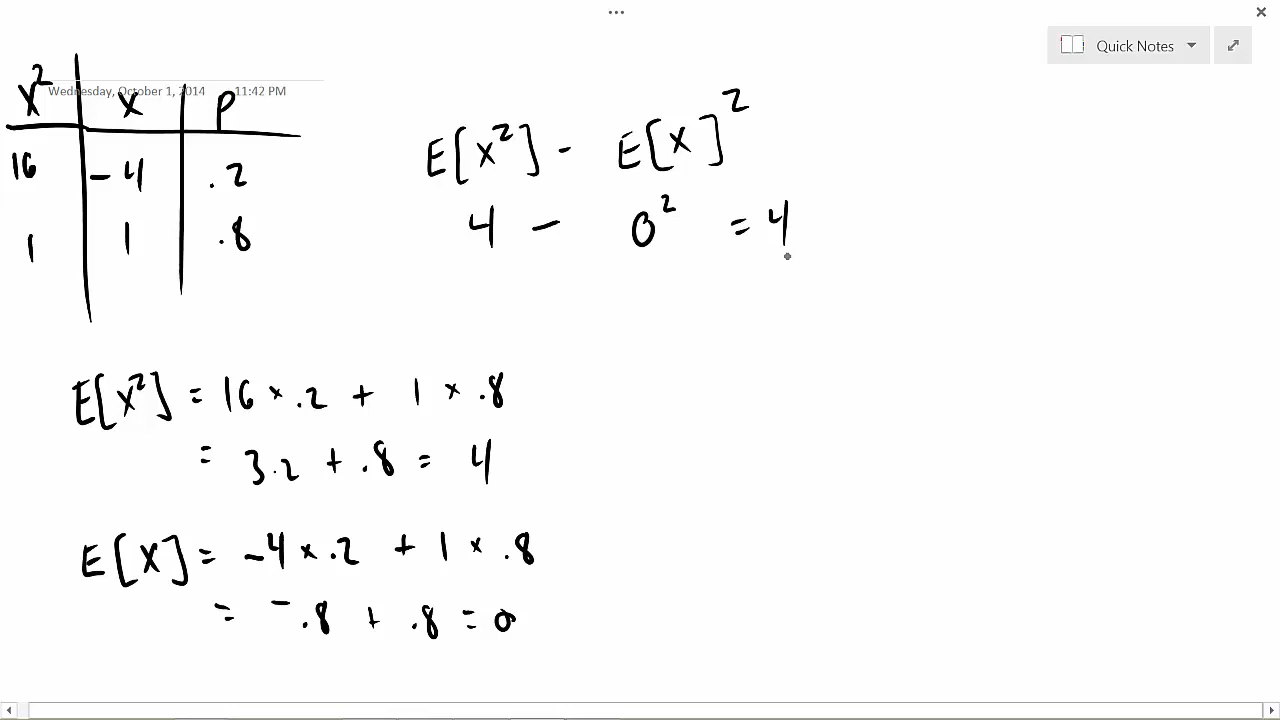 Quick Notes
Wednesday, October 1, 2014 11:42 PM
X² X P
16 -4 .2
1 1 .8
E[X²] - E[X]²
4 - 0² = 4
E[X²] = 16 × .2 + 1 × .8
= 3.2 + .8 = 4
E[X] = -4 × .2 + 1 × .8
= -.8 + .8 = 0